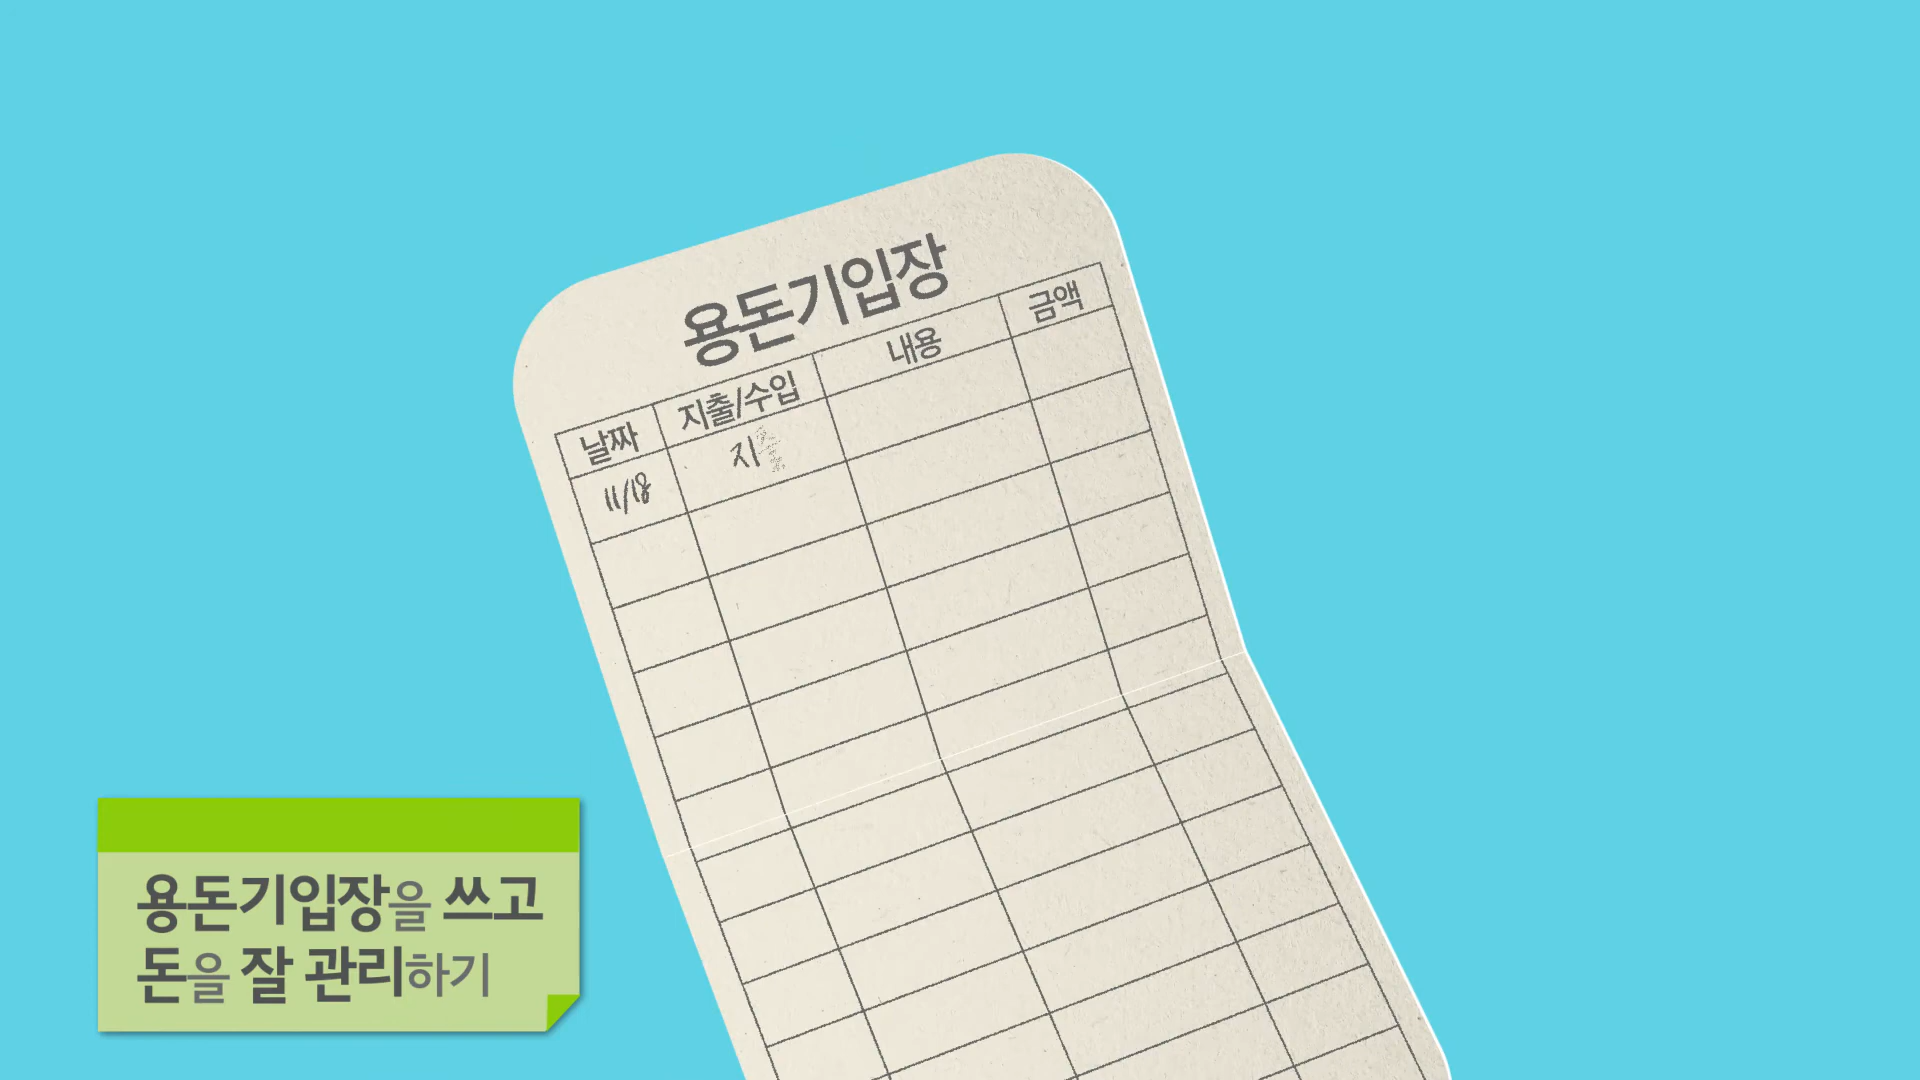 용돈기입장
날짜 지출/수입 내용 금액
11/18 지
용돈기입장을 쓰고
돈을 잘 관리하기